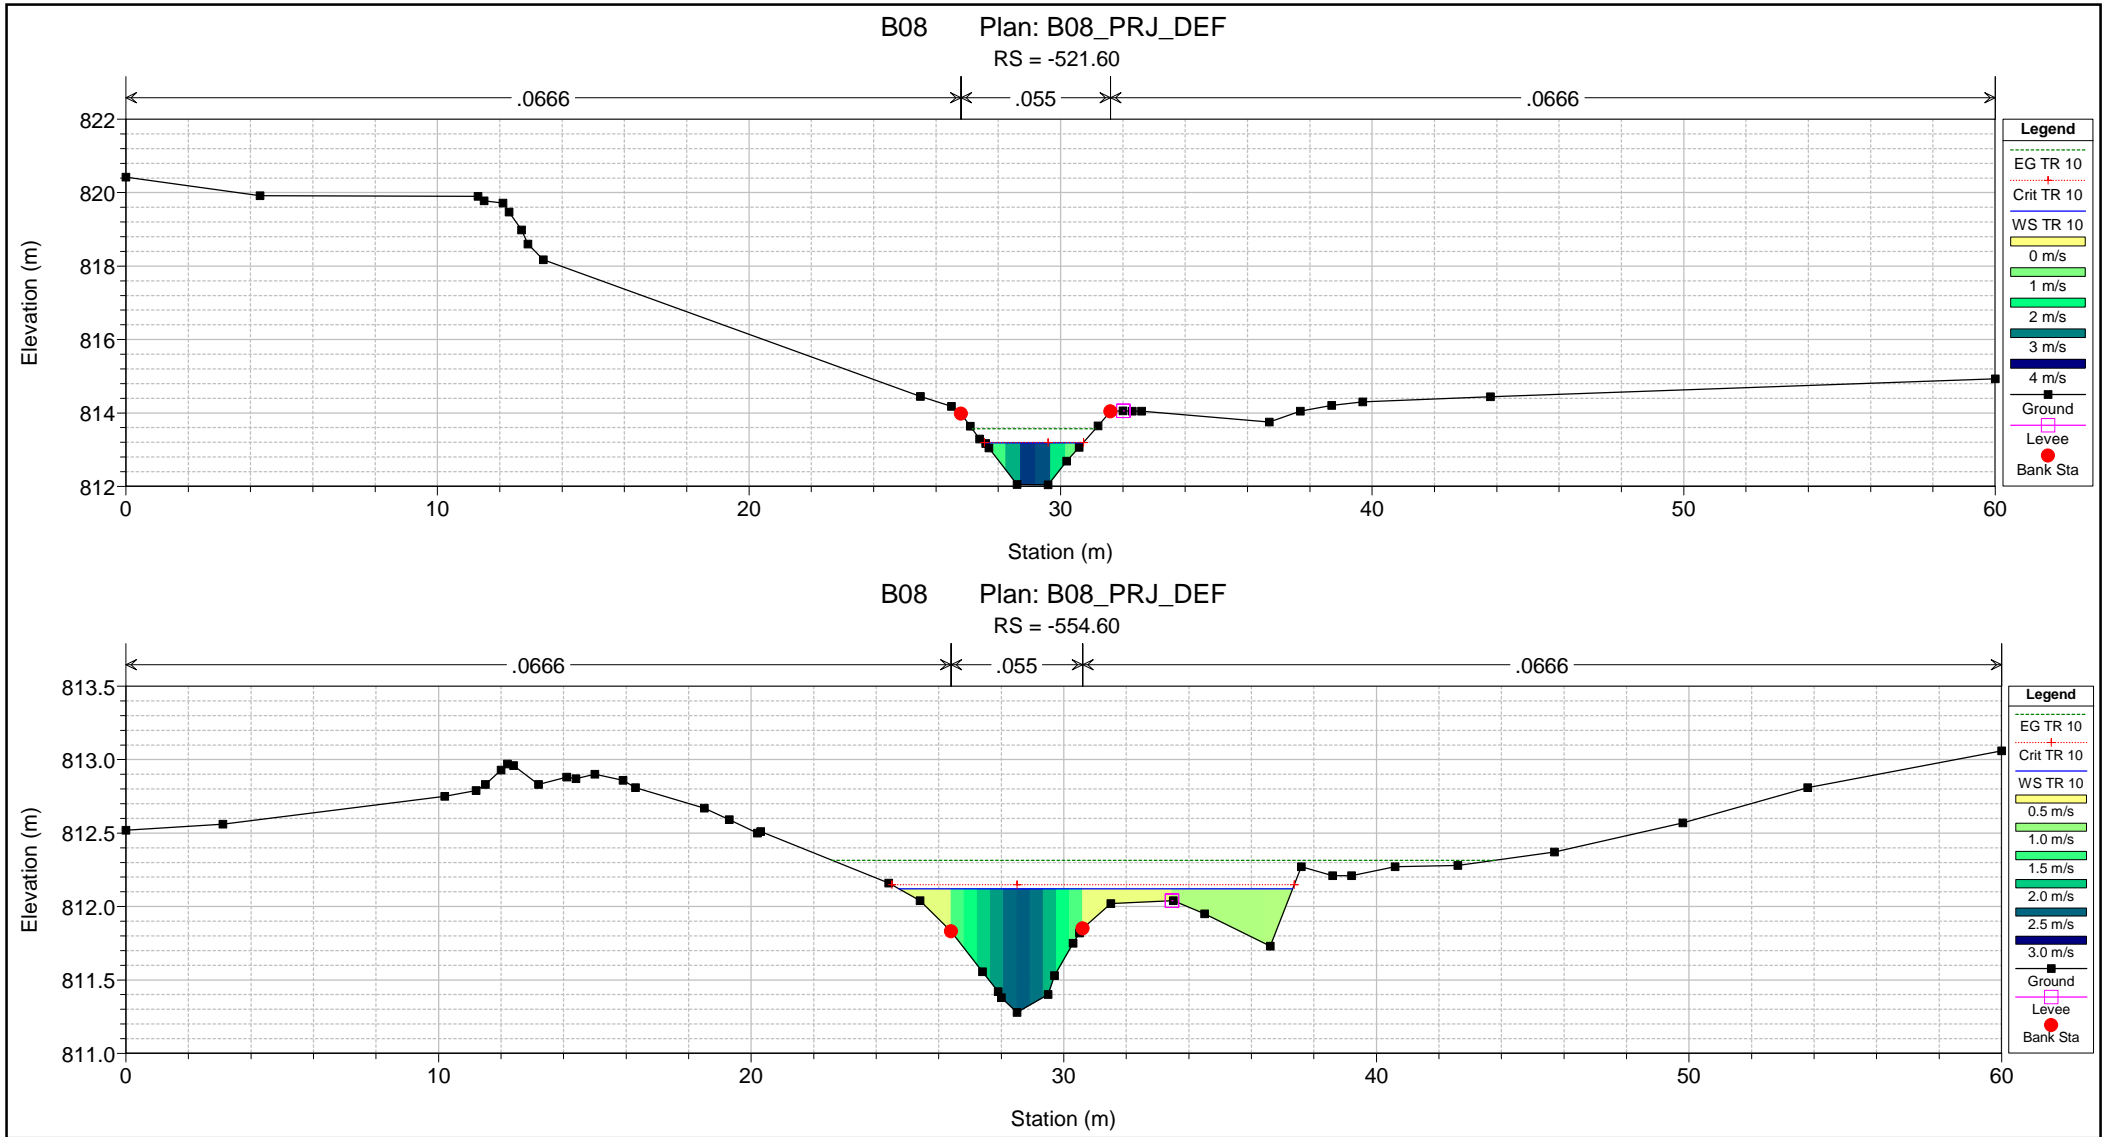 B08 Plan: B08_PRJ_DEF
RS = -521.60
.0666 .055 .0666
822
820
818
816
814
812
Elevation (m)
0 10 20 30 40 50 60
Station (m)
Legend
EG TR 10
Crit TR 10
WS TR 10
0 m/s
1 m/s
2 m/s
3 m/s
4 m/s
Ground
Levee
Bank Sta
B08 Plan: B08_PRJ_DEF
RS = -554.60
.0666 .055 .0666
813.5
813.0
812.5
812.0
811.5
811.0
Elevation (m)
0 10 20 30 40 50 60
Station (m)
Legend
EG TR 10
Crit TR 10
WS TR 10
0.5 m/s
1.0 m/s
1.5 m/s
2.0 m/s
2.5 m/s
3.0 m/s
Ground
Levee
Bank Sta